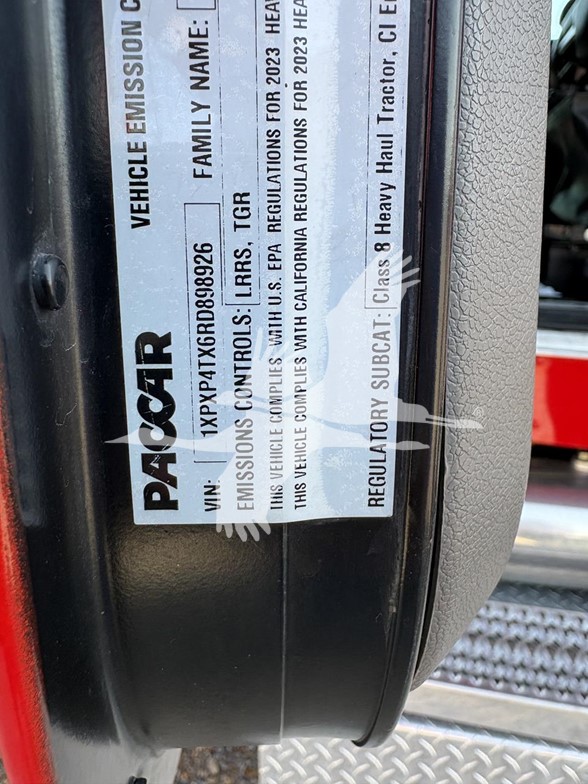 PACCAR
VEHICLE EMISSION C
VIN: 1XPXP4TX6RD898926 FAMILY NAME:
EMISSIONS CONTROLS: LRRS, TGR
THIS VEHICLE COMPLIES WITH U.S. EPA REGULATIONS FOR 2023 HEAV
THIS VEHICLE COMPLIES WITH CALIFORNIA REGULATIONS FOR 2023 HEA
REGULATORY SUBCAT: Class 8 Heavy Haul Tractor, CI E